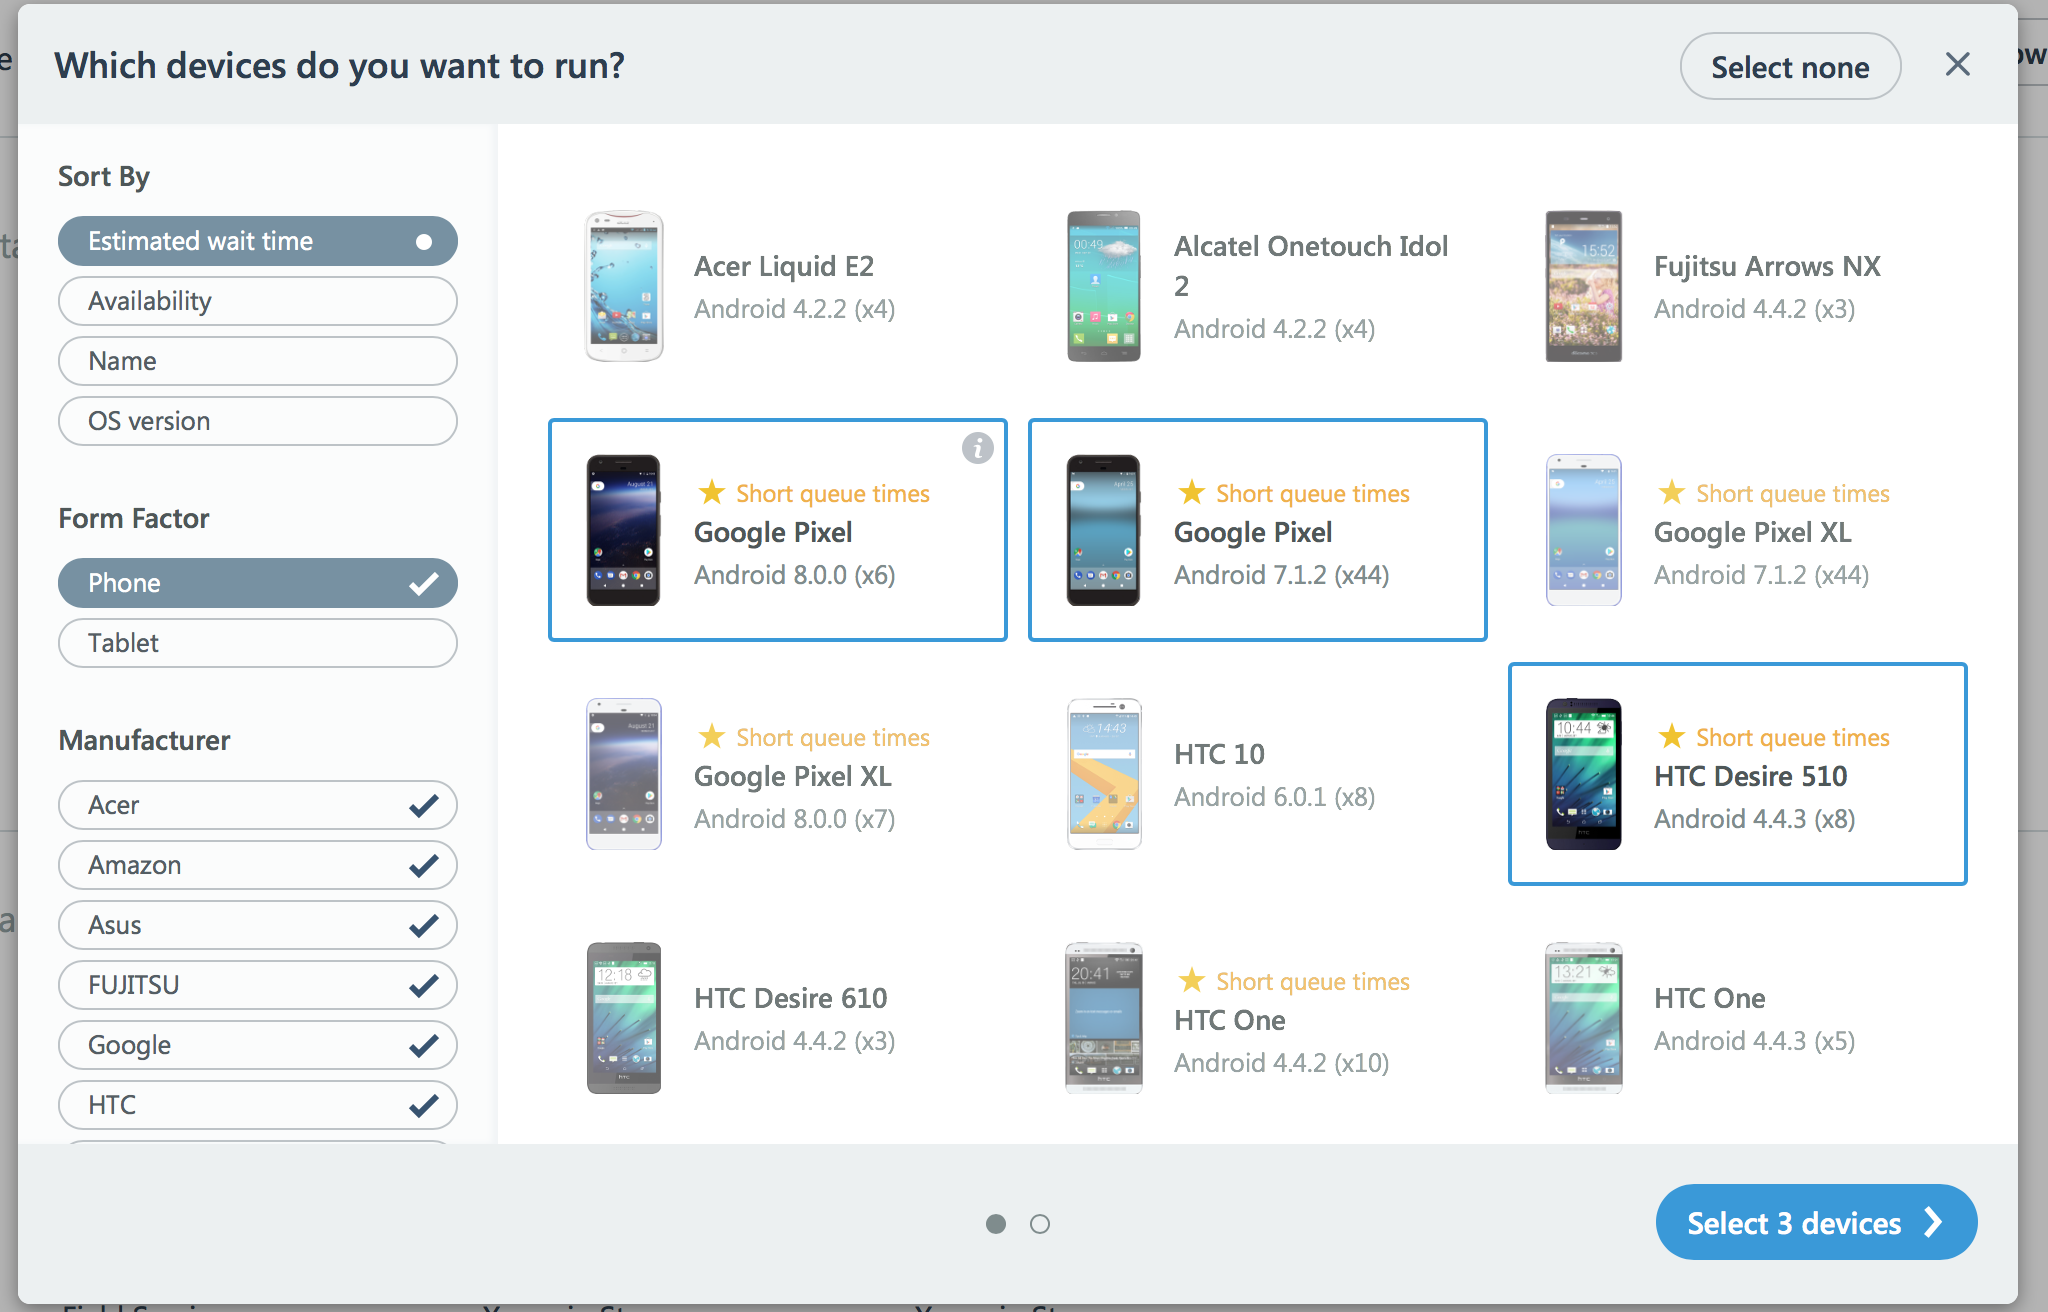 Which devices do you want to run?
Select none
Sort By
Estimated wait time
Availability
Name
OS version
Form Factor
Phone
Tablet
Manufacturer
Acer
Amazon
Asus
FUJITSU
Google
HTC
Acer Liquid E2
Android 4.2.2 (x4)
Alcatel Onetouch Idol
2
Android 4.2.2 (x4)
Fujitsu Arrows NX
Android 4.4.2 (x3)
Short queue times
Google Pixel
Android 8.0.0 (x6)
Short queue times
Google Pixel
Android 7.1.2 (x44)
Short queue times
Google Pixel XL
Android 7.1.2 (x44)
Short queue times
Google Pixel XL
Android 8.0.0 (x7)
HTC 10
Android 6.0.1 (x8)
Short queue times
HTC Desire 510
Android 4.4.3 (x8)
HTC Desire 610
Android 4.4.2 (x3)
Short queue times
HTC One
Android 4.4.2 (x10)
HTC One
Android 4.4.3 (x5)
Select 3 devices